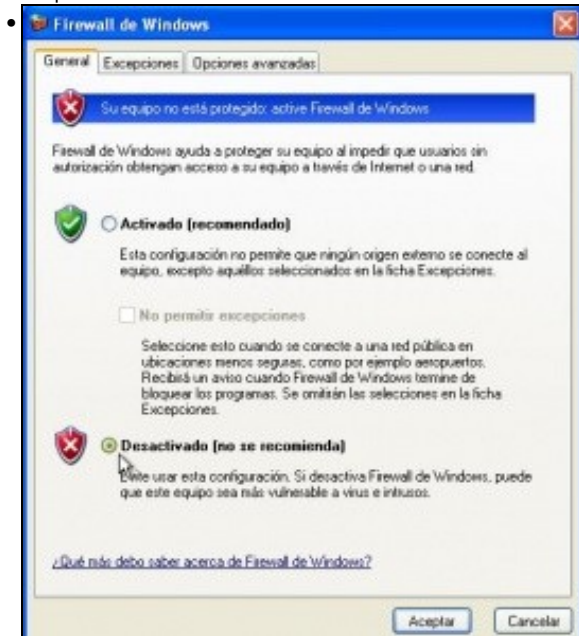 Firewall de Windows
General Excepciones Opciones avanzadas
Su equipo no está protegido: active Firewall de Windows
Firewall de Windows ayuda a proteger su equipo al impedir que usuarios sin
autorización obtengan acceso a su equipo a través de Internet o una red.
Activado (recomendado)
Esta configuración no permite que ningún origen externo se conecte al
equipo, excepto aquéllos seleccionados en la ficha Excepciones.
No permitir excepciones
Seleccione esto cuando se conecte a una red pública en
ubicaciones menos seguras, como por ejemplo aeropuertos.
Recibirá un aviso cuando Firewall de Windows termine de
bloquear los programas. Se omitirán las selecciones en la ficha
Excepciones.
Desactivado (no se recomienda)
Evite usar esta configuración. Si desactiva Firewall de Windows, puede
que este equipo sea más vulnerable a virus e intrusos.
¿Qué más debo saber acerca de Firewall de Windows?
Aceptar Cancelar